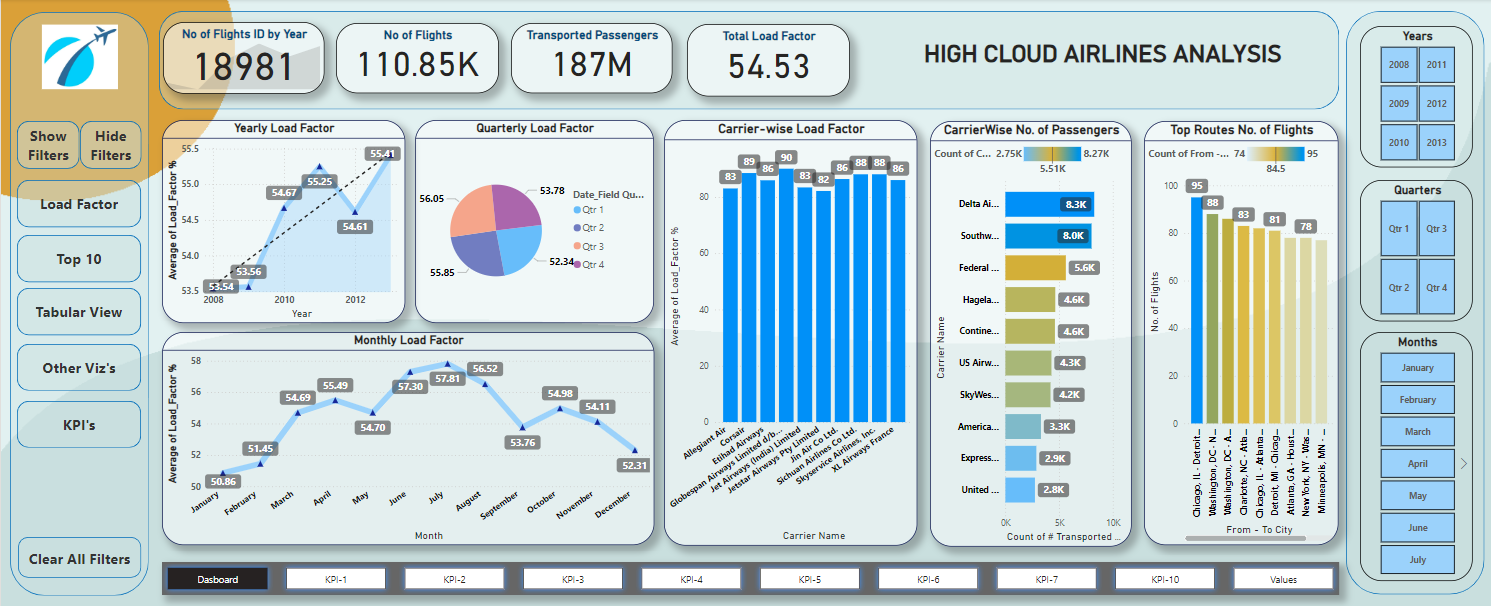 No of Flights ID by Year
18981
No of Flights
110.85K
Transported Passengers
187M
Total Load Factor
54.53
HIGH CLOUD AIRLINES ANALYSIS
Show
Filters
Hide
Filters
Load Factor
Top 10
Tabular View
Other Viz's
KPI's
Clear All Filters
Yearly Load Factor
Average of Load_Factor %
55.5
55.0
54.5
54.0
53.5
53.54
53.56
54.67
55.25
54.61
55.41
2008
2010
2012
Year
Quarterly Load Factor
56.05
53.78
55.85
52.34
Date_Field Qu...
Qtr 1
Qtr 2
Qtr 3
Qtr 4
Monthly Load Factor
Average of Load_Factor %
58
56
54
52
50
50.86
51.45
54.69
55.49
54.70
57.30
57.81
56.52
53.76
54.98
54.11
52.31
January
February
March
April
May
June
July
August
September
October
November
December
Month
Carrier-wise Load Factor
Average of Load_Factor %
80
60
40
20
0
83
89
86
90
83
82
86
88
88
86
Allegiant Air
Corsair
Etihad Airways
Globespan Airways Limited d/b...
Jet Airways (India) Limited
Jetstar Airways Pty Limited
Jin Air Co Ltd.
Sichuan Airlines Co Ltd.
Skyservice Airlines, Inc.
XL Airways France
Carrier Name
CarrierWise No. of Passengers
Count of C...
2.75K
8.27K
5.51K
Carrier Name
Delta Ai...
8.3K
Southw...
8.0K
Federal ...
5.6K
Hagela...
4.6K
Contine...
4.6K
US Airw...
4.3K
SkyWes...
4.2K
America...
3.3K
Express...
2.9K
United ...
2.8K
0K
5K
10K
Count of # Transported ...
Top Routes No. of Flights
Count of From -...
74
95
84.5
No. of Flights
100
80
60
40
20
0
95
88
83
81
78
Chicago, IL - Detroit...
Washington, DC - N...
Washington, DC - A...
Charlotte, NC - Atla...
Chicago, IL - Atlanta...
Detroit, MI - Chicag...
Atlanta, GA - Houst...
New York, NY - Was...
Minneapolis, MN - ...
From - To City
Years
2008
2011
2009
2012
2010
2013
Quarters
Qtr 1
Qtr 3
Qtr 2
Qtr 4
Months
January
February
March
April
May
June
July
Dasboard
KPI-1
KPI-2
KPI-3
KPI-4
KPI-5
KPI-6
KPI-7
KPI-10
Values